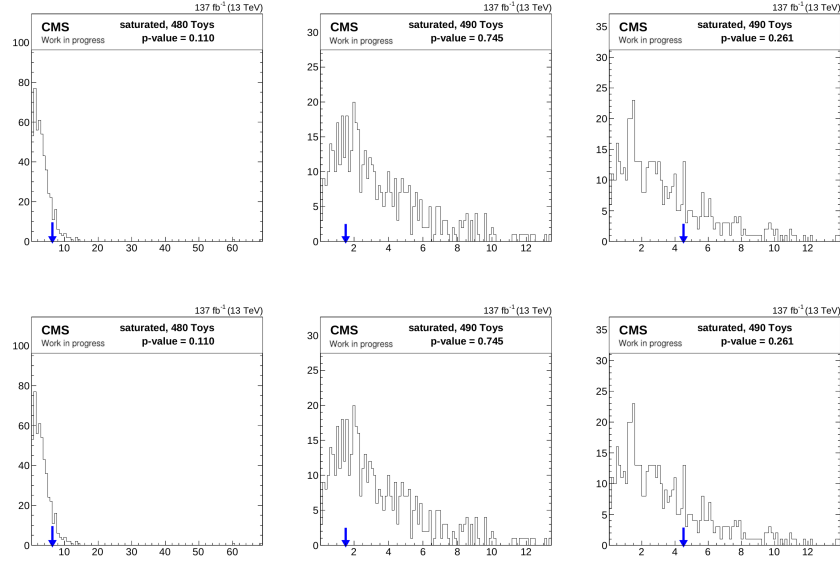 137 fb-1 (13 TeV) 137 fb-1 (13 TeV) 137 fb-1 (13 TeV)
CMS saturated, 480 Toys CMS saturated, 490 Toys CMS saturated, 490 Toys
Work in progress p-value = 0.110 Work in progress p-value = 0.745 Work in progress p-value = 0.261
100 30 35
80 25 30
60 20 25
40 15 20
20 10 15
0 5 10
0 5
0
10 20 30 40 50 60 2 4 6 8 10 12 2 4 6 8 10 12
137 fb-1 (13 TeV) 137 fb-1 (13 TeV) 137 fb-1 (13 TeV)
CMS saturated, 480 Toys CMS saturated, 490 Toys CMS saturated, 490 Toys
Work in progress p-value = 0.110 Work in progress p-value = 0.745 Work in progress p-value = 0.261
100 30 35
80 25 30
60 20 25
40 15 20
20 10 15
0 5 10
0 5
0
10 20 30 40 50 60 2 4 6 8 10 12 2 4 6 8 10 12